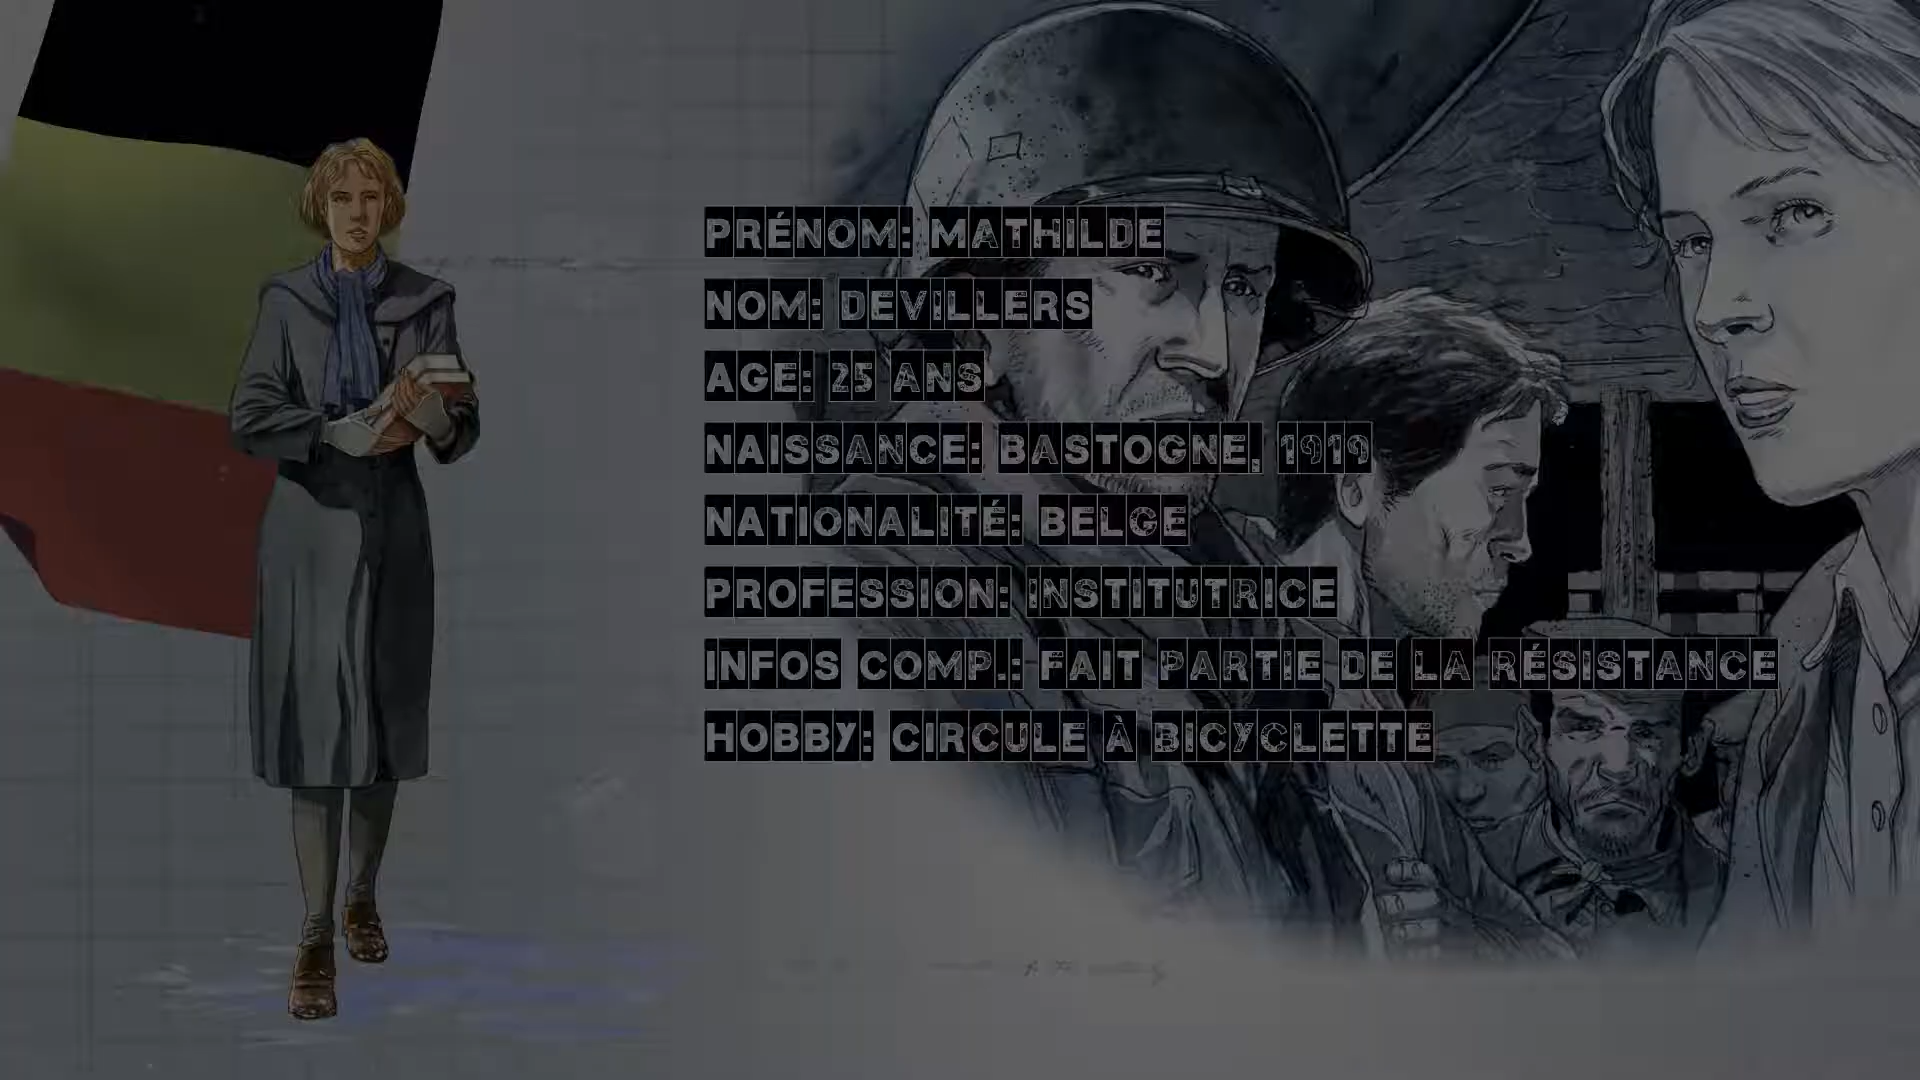 PRÉNOM: MATHILDE
NOM: DEVILLERS
AGE: 25 ANS
NAISSANCE: BASTOGNE, 1919
NATIONALITÉ: BELGE
PROFESSION: INSTITUTRICE
INFOS COMP.: FAIT PARTIE DE LA RÉSISTANCE
HOBBY: CIRCULE À BICYCLETTE